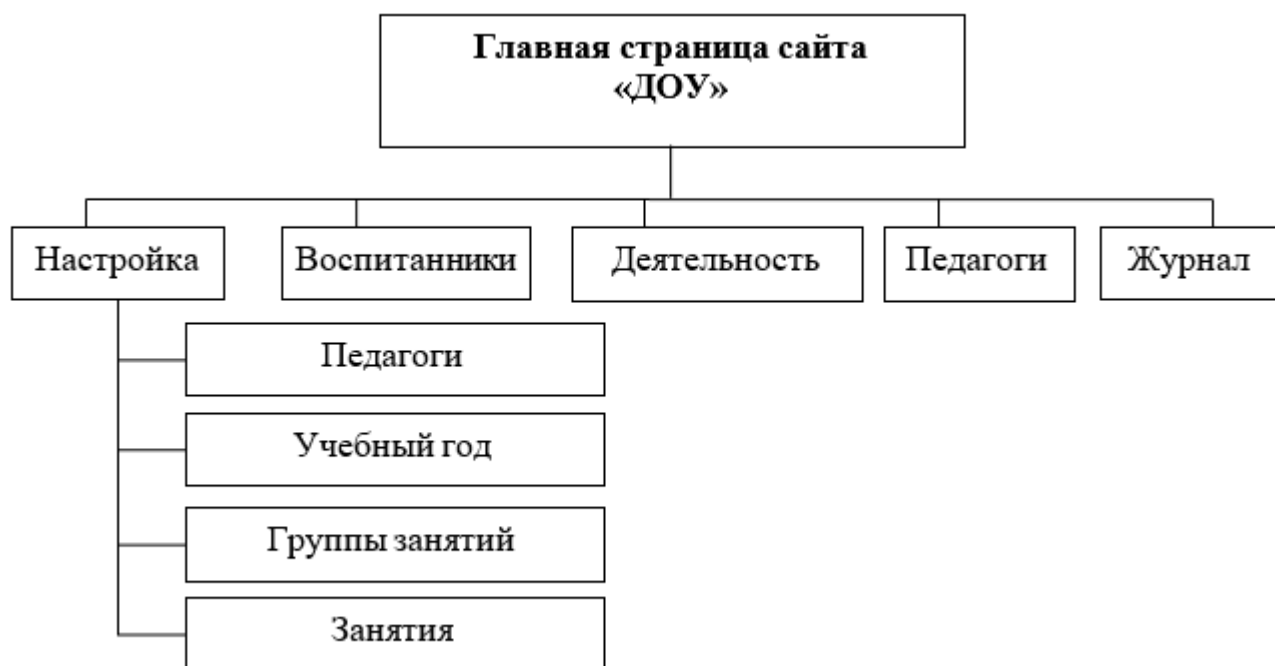 Главная страница сайта
«ДОУ»
Настройка
Воспитанники
Деятельность
Педагоги
Журнал
Педагоги
Учебный год
Группы занятий
Занятия